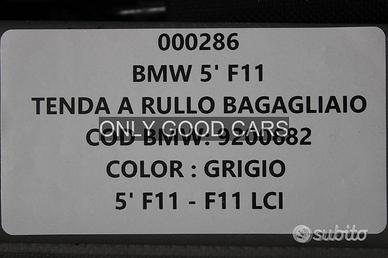 000286
BMW 5' F11
TENDA A RULLO BAGAGLIAIO
ONLY GOOD CARS
COD BMW: 9200682
COLOR : GRIGIO
5' F11 - F11 LCI
subito